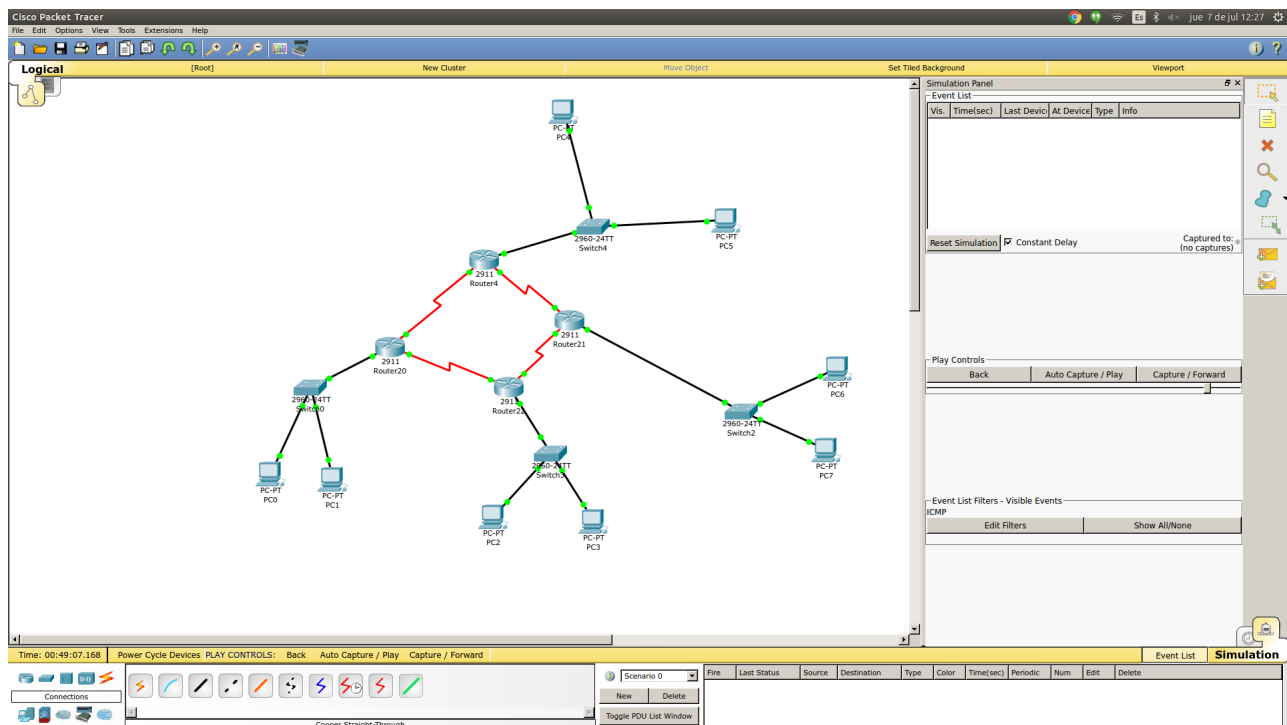 Cisco Packet Tracer
Es jue 7 de jul 12:27
File Edit Options View Tools Extensions Help
Logical [Root] New Cluster Move Object Set Tiled Background Viewport
PC-PT
PC4
2960-24TT
Switch4
PC-PT
PC5
2911
Router4
2911
Router21
2911
Router20
2911
Router22
2960-24TT
Switch0
PC-PT
PC0
PC-PT
PC1
2960-24TT
Switch3
PC-PT
PC2
PC-PT
PC3
PC-PT
PC6
2960-24TT
Switch2
PC-PT
PC7
Simulation Panel
Event List
Vis. Time(sec) Last Devic At Device Type Info
Reset Simulation Constant Delay Captured to:
(no captures)
Play Controls
Back Auto Capture / Play Capture / Forward
Event List Filters - Visible Events
ICMP
Edit Filters Show All/None
Time: 00:49:07.168 Power Cycle Devices PLAY CONTROLS: Back Auto Capture / Play Capture / Forward Event List Simulation
Connections
Copper Straight-Through
Scenario 0
New Delete
Toggle PDU List Window
Fire Last Status Source Destination Type Color Time(sec) Periodic Num Edit Delete